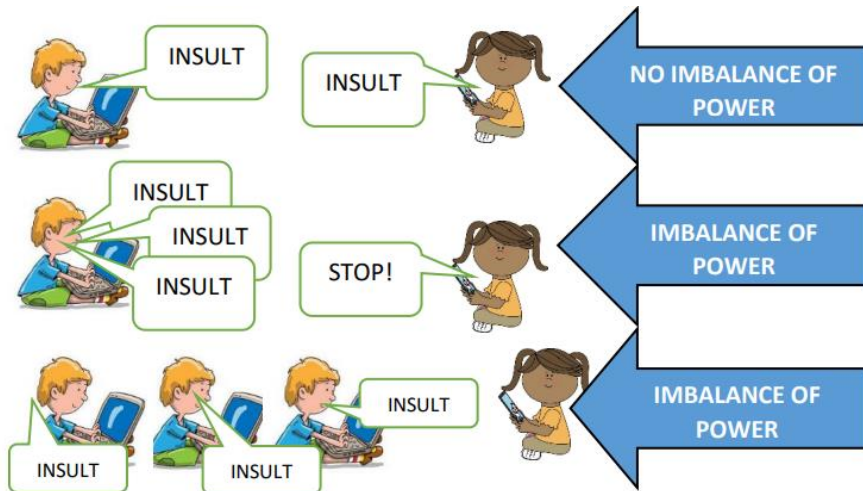 INSULT
INSULT
NO IMBALANCE OF
POWER
INSULT
INSULT
INSULT
STOP!
IMBALANCE OF
POWER
INSULT
INSULT
INSULT
IMBALANCE OF
POWER